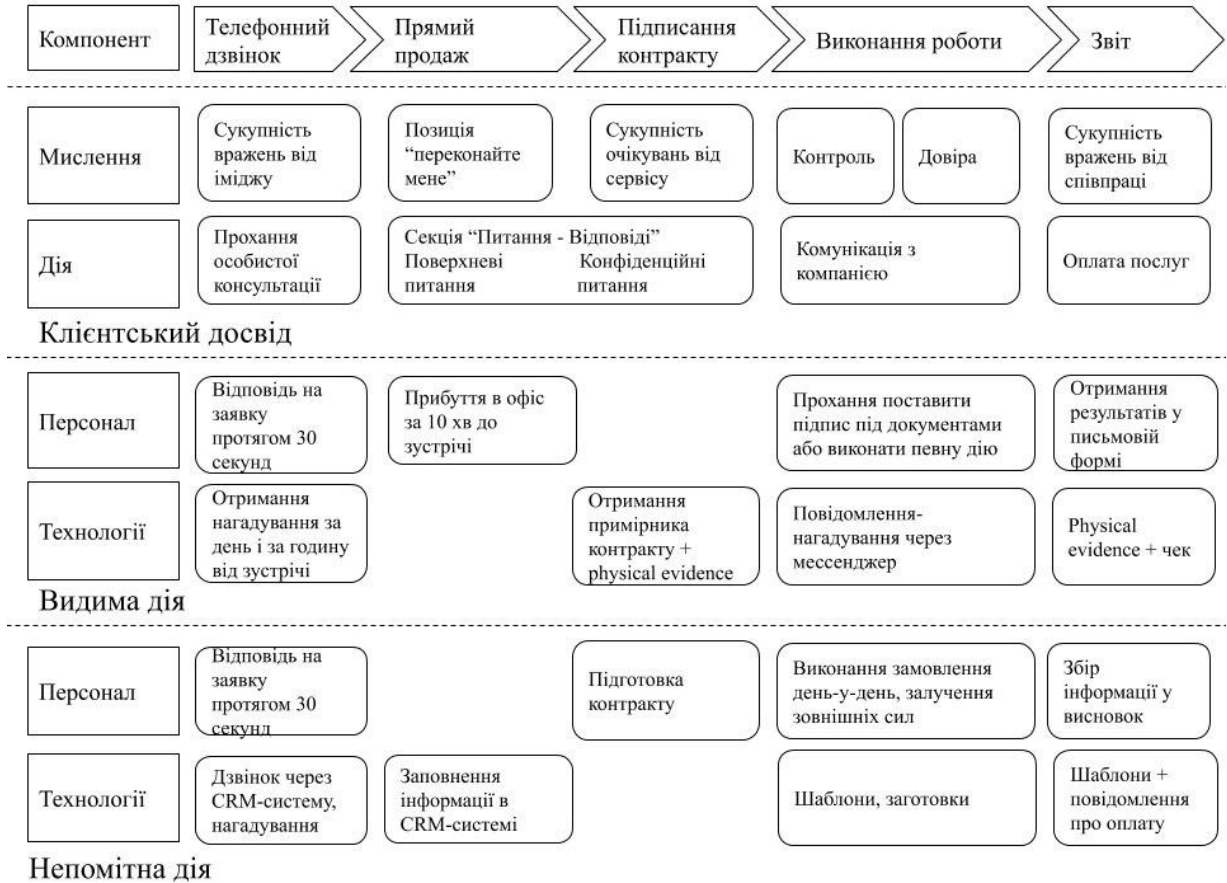 Компонент
Телефонний
дзвінок
Прямий
продаж
Підписання
контракту
Виконання роботи
Звіт
Мислення
Сукупність
вражень від
іміджу
Позиція
“переконайте
мене”
Сукупність
очікувань від
сервісу
Контроль
Довіра
Сукупність
вражень від
співпраці
Дія
Прохання
особистої
консультації
Секція “Питання - Відповіді”
Поверхневі Конфіденційні
питання питання
Комунікація з
компанією
Оплата послуг
Клієнтський досвід
Персонал
Відповідь на
заявку
протягом 30
секунд
Прибуття в офіс
за 10 хв до
зустрічі
Прохання поставити
підпис під документами
або виконати певну дію
Отримання
результатів у
письмовій
формі
Технології
Отримання
нагадування за
день і за годину
від зустрічі
Отримання
примірника
контракту +
physical evidence
Повідомлення-
нагадування через
мессенджер
Physical
evidence + чек
Видима дія
Персонал
Відповідь на
заявку
протягом 30
секунд
Підготовка
контракту
Виконання замовлення
день-у-день, залучення
зовнішніх сил
Збір
інформації у
висновок
Технології
Дзвінок через
CRM-систему,
нагадування
Заповнення
інформації в
CRM-системі
Шаблони, заготовки
Шаблони +
повідомлення
про оплату
Непомітна дія